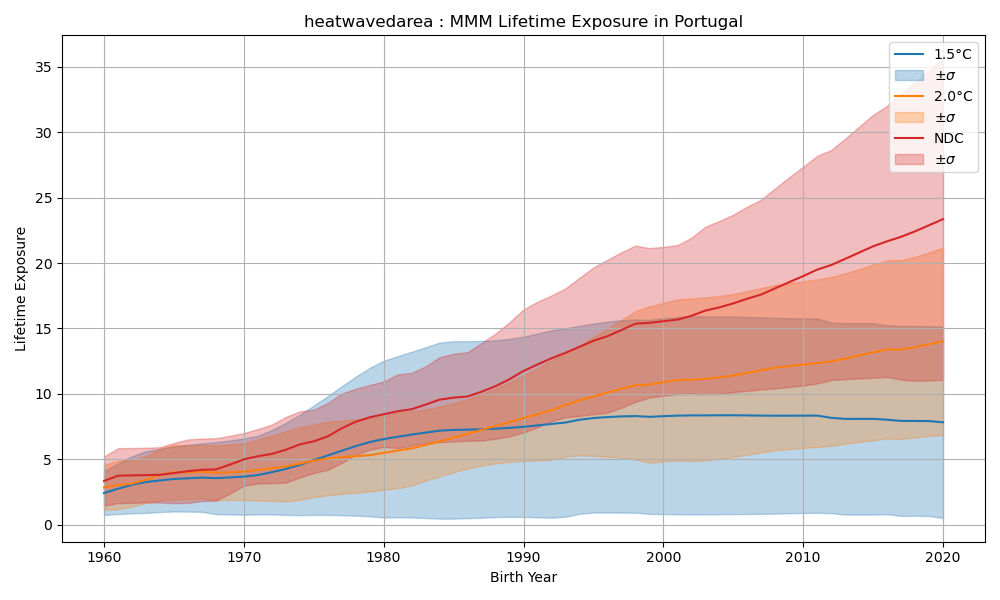 heatwavedarea : MMM Lifetime Exposure in Portugal
Lifetime Exposure
35
30
25
20
15
10
5
0
1960 1970 1980 1990 2000 2010 2020
Birth Year
1.5°C
±σ
2.0°C
±σ
NDC
±σ